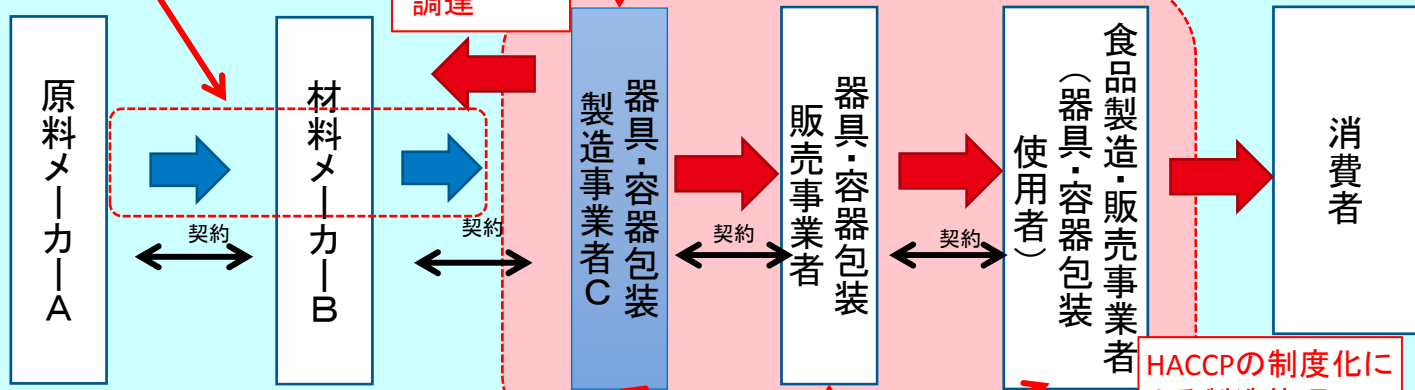 調達
原料メーカーA
契約
材料メーカーB
契約
器具・容器包装
製造事業者C
契約
器具・容器包装
販売事業者
契約
食品製造・販売事業者
（器具・容器包装
使用者）
消費者
HACCPの制度化に